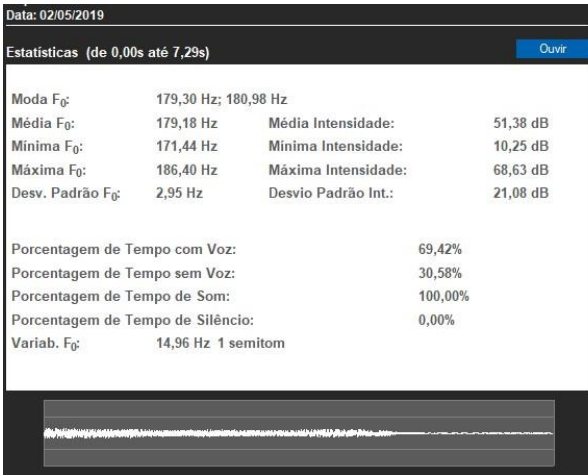 Data: 02/05/2019
Estatísticas (de 0,00s até 7,29s)
Ouvir
Moda F₀: 179,30 Hz; 180,98 Hz
Média F₀: 179,18 Hz Média Intensidade: 51,38 dB
Mínima F₀: 171,44 Hz Mínima Intensidade: 10,25 dB
Máxima F₀: 186,40 Hz Máxima Intensidade: 68,63 dB
Desv. Padrão F₀: 2,95 Hz Desvio Padrão Int.: 21,08 dB
Porcentagem de Tempo com Voz: 69,42%
Porcentagem de Tempo sem Voz: 30,58%
Porcentagem de Tempo de Som: 100,00%
Porcentagem de Tempo de Silêncio: 0,00%
Variab. F₀: 14,96 Hz 1 semitom